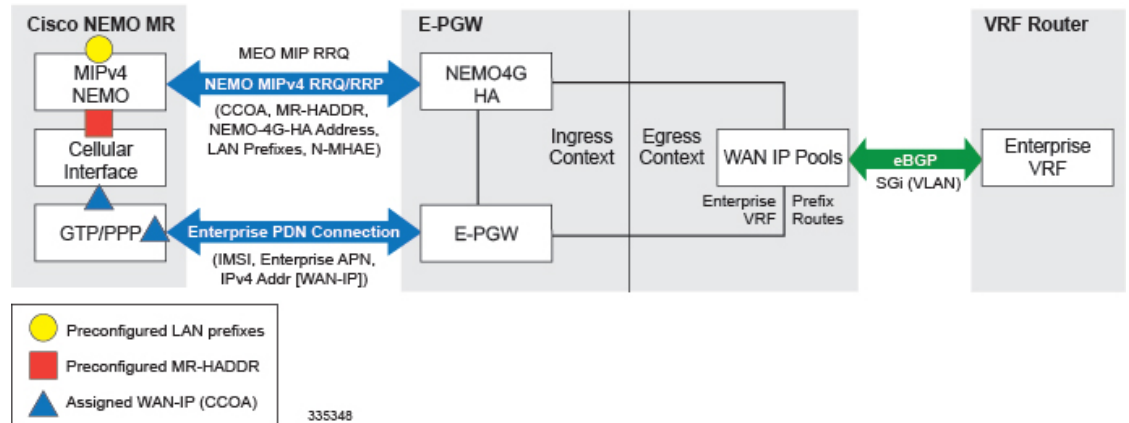 Cisco NEMO MR
E-PGW
VRF Router
MIPv4
NEMO
MEO MIP RRQ
NEMO MIPv4 RRQ/RRP
(CCOA, MR-HADDR,
NEMO-4G-HA Address,
LAN Prefixes, N-MHAE)
NEMO4G
HA
Cellular
Interface
Ingress
Context
Egress
Context
WAN IP Pools
eBGP
SGi (VLAN)
Enterprise
VRF
Enterprise
VRF
Prefix
Routes
GTP/PPP
Enterprise PDN Connection
(IMSI, Enterprise APN,
IPv4 Addr [WAN-IP])
E-PGW
Preconfigured LAN prefixes
Preconfigured MR-HADDR
Assigned WAN-IP (CCOA)
335348